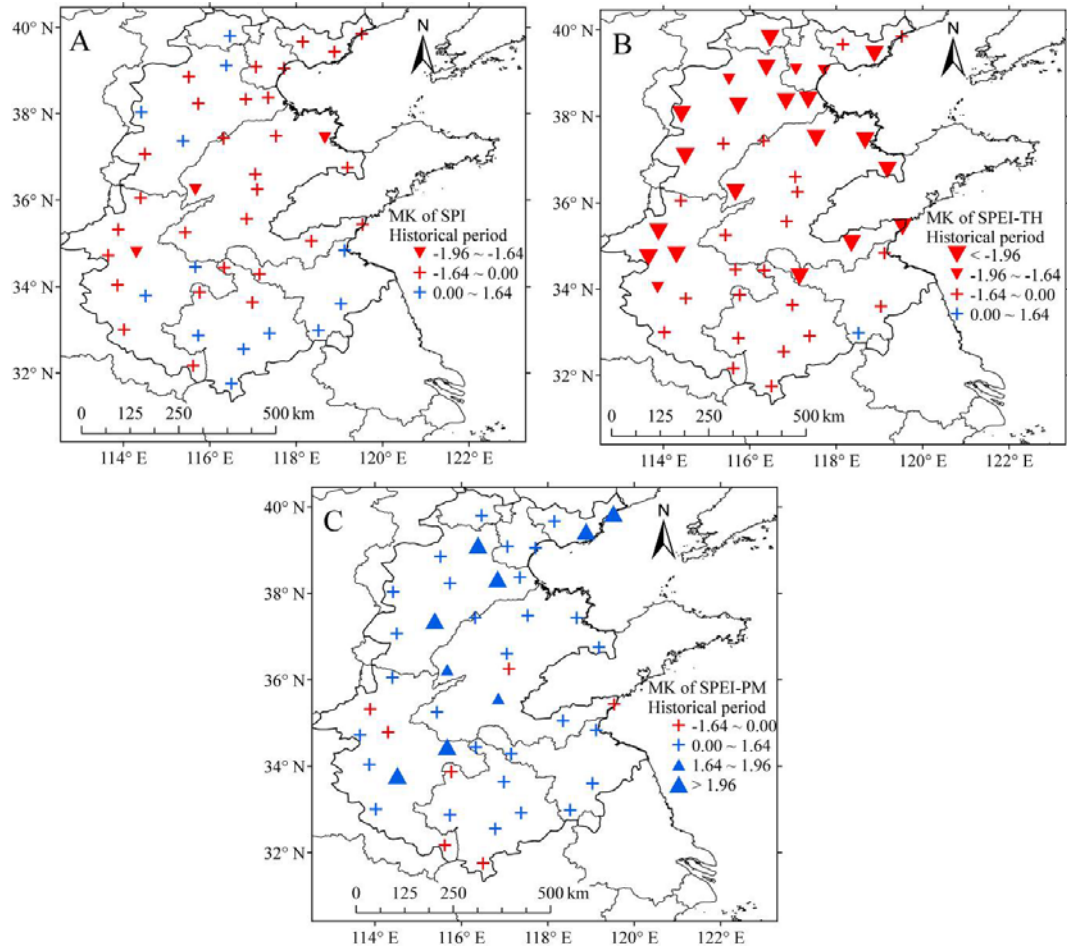 A
N
40° N
38° N
36° N
34° N
32° N
MK of SPI
Historical period
-1.96 ~ -1.64
-1.64 ~ 0.00
0.00 ~ 1.64
0 125 250 500 km
114° E 116° E 118° E 120° E 122° E
B
N
40° N
38° N
36° N
34° N
32° N
MK of SPEI-TH
Historical period
< -1.96
-1.96 ~ -1.64
-1.64 ~ 0.00
0.00 ~ 1.64
0 125 250 500 km
114° E 116° E 118° E 120° E 122° E
C
N
40° N
38° N
36° N
34° N
32° N
MK of SPEI-PM
Historical period
-1.64 ~ 0.00
0.00 ~ 1.64
1.64 ~ 1.96
> 1.96
0 125 250 500 km
114° E 116° E 118° E 120° E 122° E